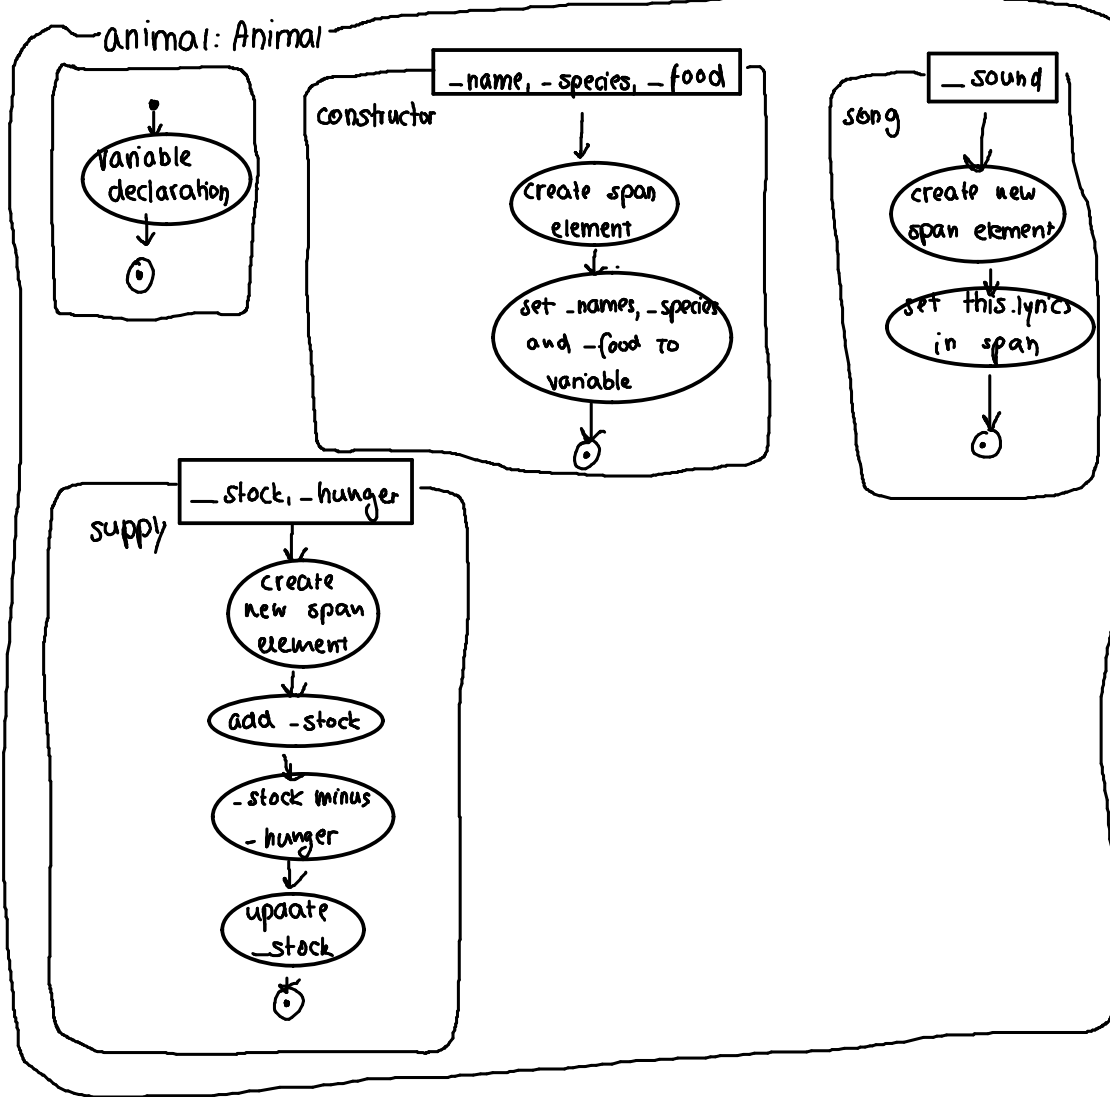 animal: Animal
variable
declaration
_name, _species, _food
constructor
create span
element
set _names, _species
and _food to
variable
_sound
song
create new
span element
set this.lyrics
in span
_stock, _hunger
supply
create
new span
element
add _stock
_stock minus
_hunger
update
_stock